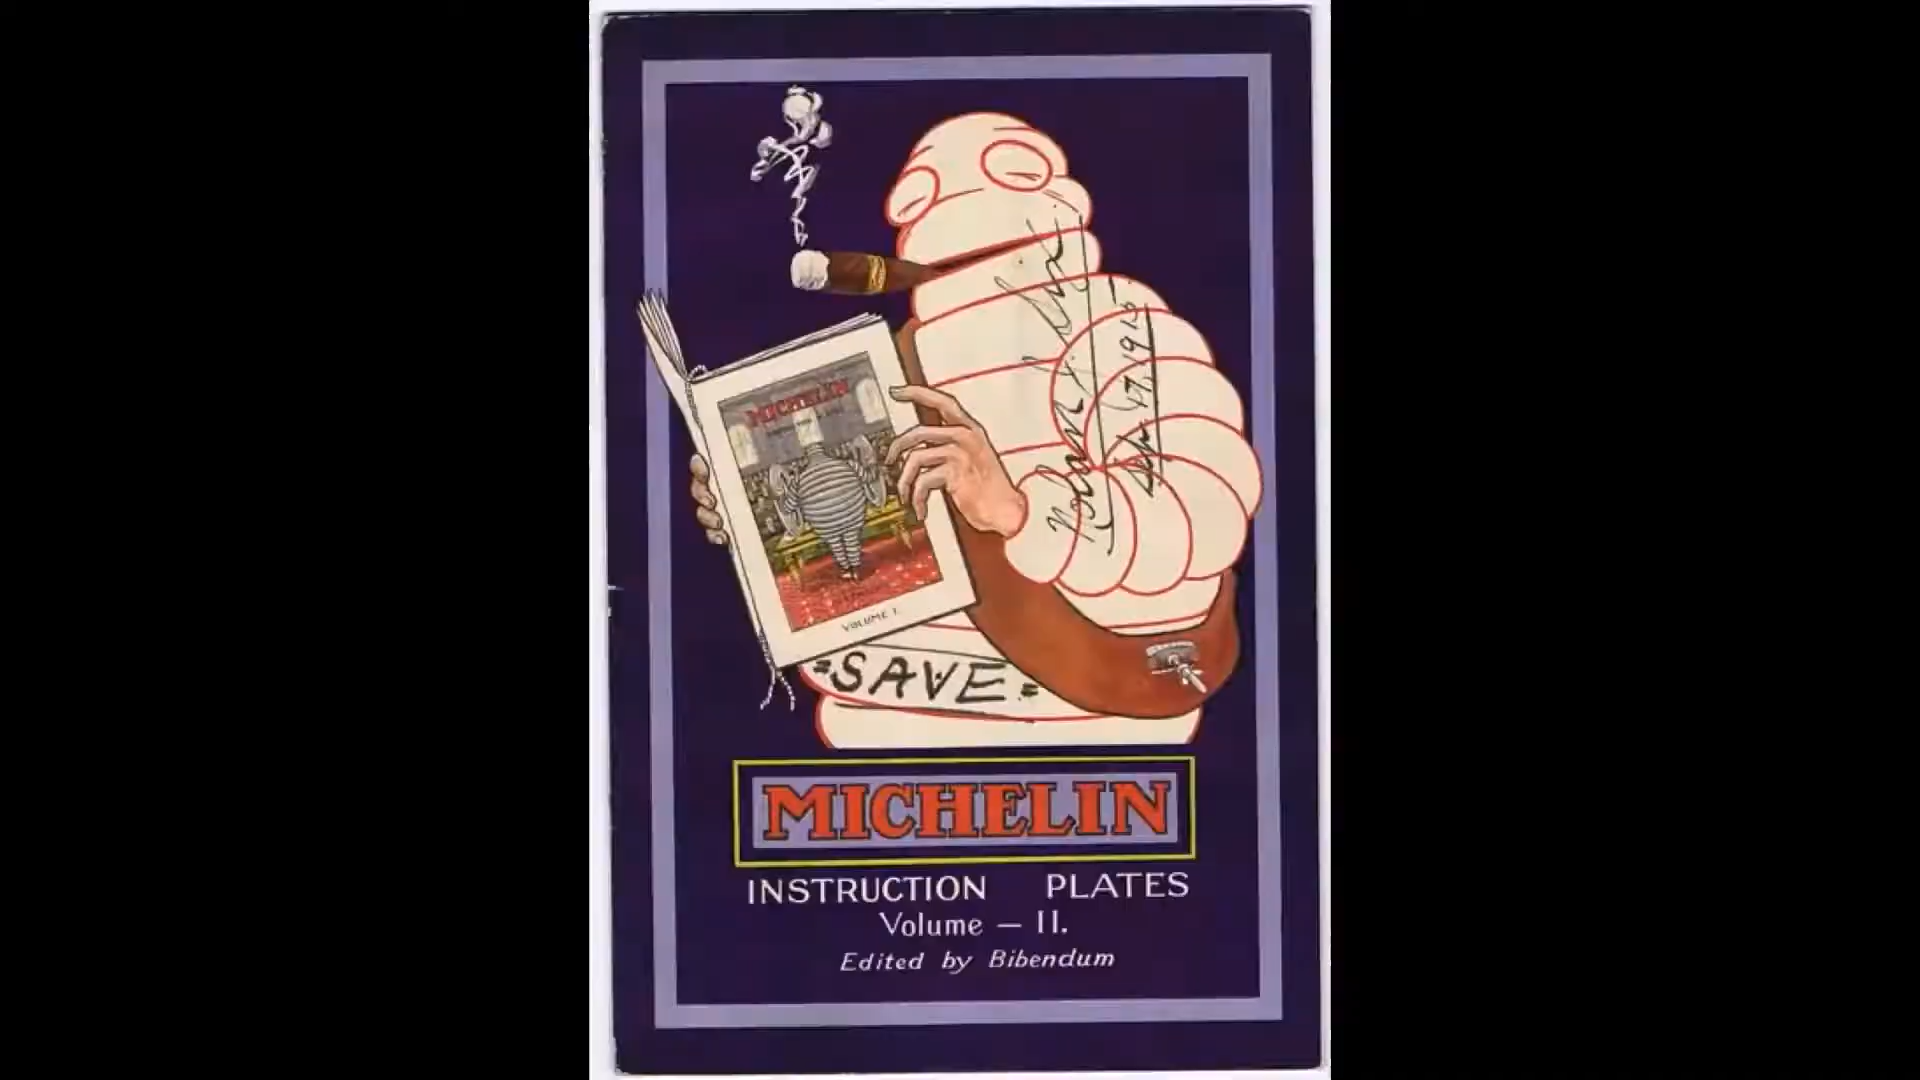 MICHELIN
VOLUME I.
=SAVE=
MICHELIN
INSTRUCTION PLATES
Volume — II.
Edited by Bibendum